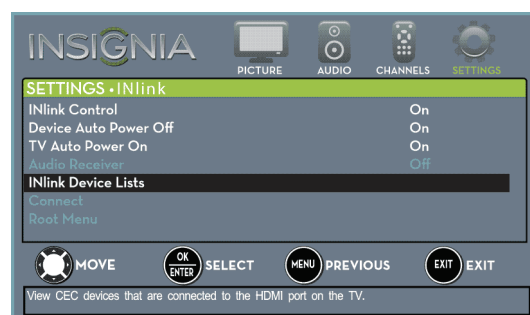 INSIGNIA
PICTURE AUDIO CHANNELS SETTINGS
SETTINGS • INlink
INlink Control On
Device Auto Power Off On
TV Auto Power On On
Audio Receiver Off
INlink Device Lists
Connect
Root Menu
MOVE OK ENTER SELECT MENU PREVIOUS EXIT EXIT
View CEC devices that are connected to the HDMI port on the TV.